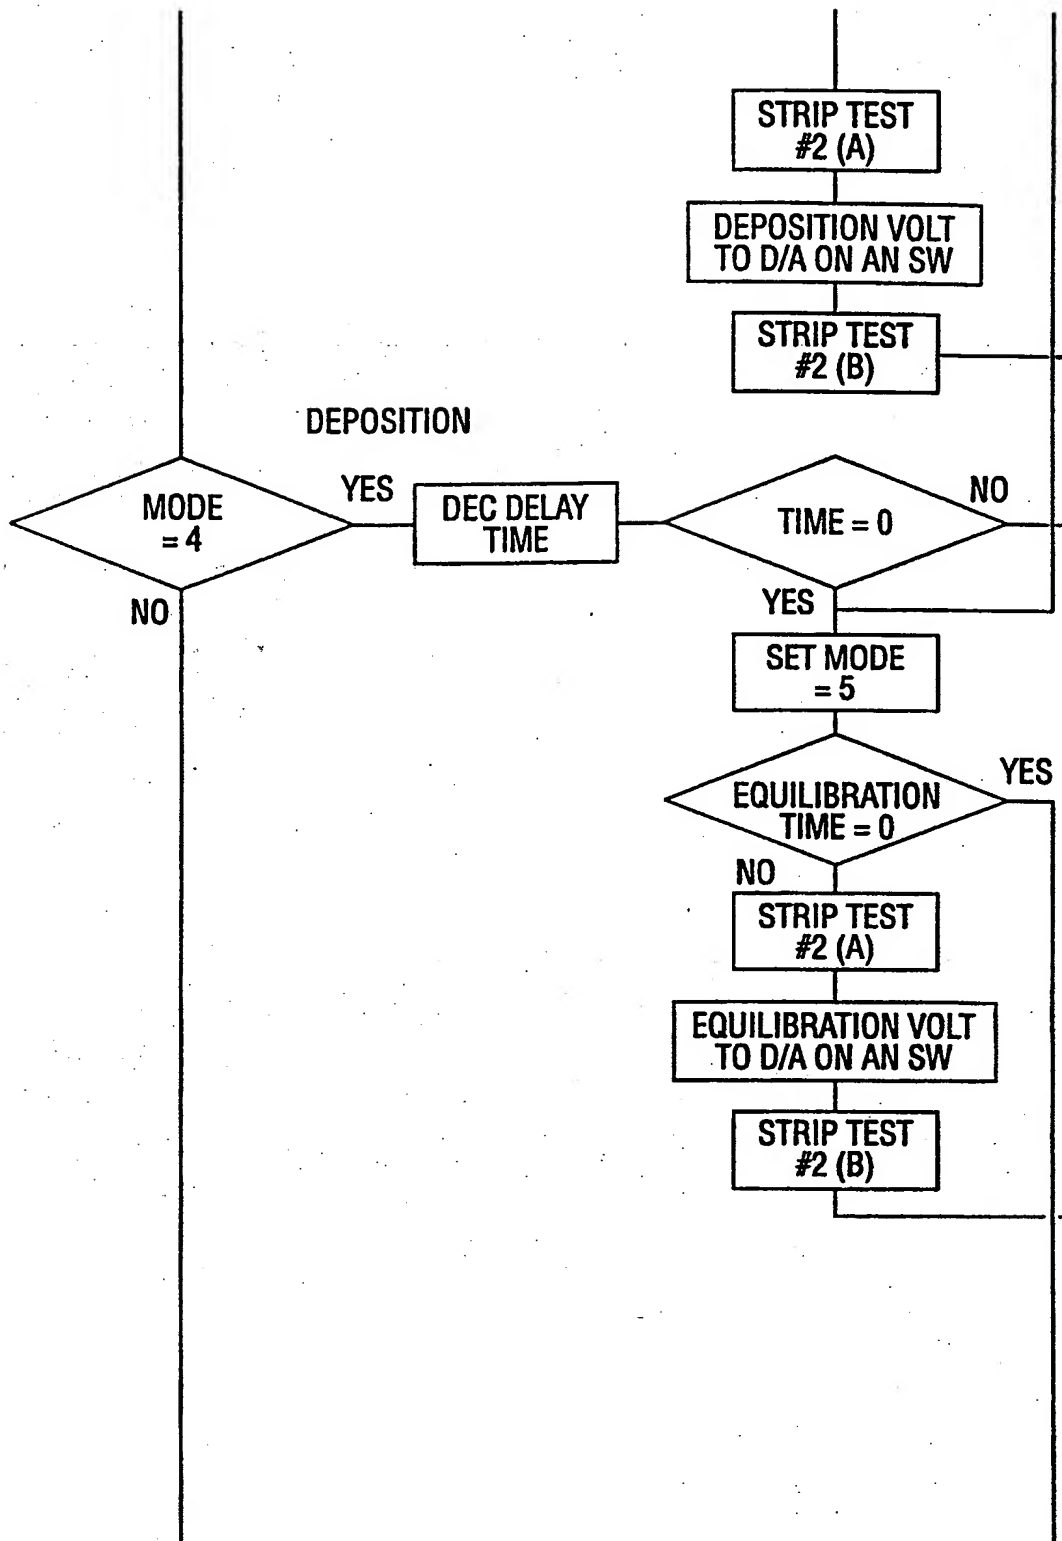 STRIP TEST
#2 (A)
DEPOSITION VOLT
TO D/A ON AN SW
STRIP TEST
#2 (B)
DEPOSITION
MODE
= 4
YES
NO
DEC DELAY
TIME
TIME = 0
NO
YES
SET MODE
= 5
EQUILIBRATION
TIME = 0
YES
NO
STRIP TEST
#2 (A)
EQUILIBRATION VOLT
TO D/A ON AN SW
STRIP TEST
#2 (B)